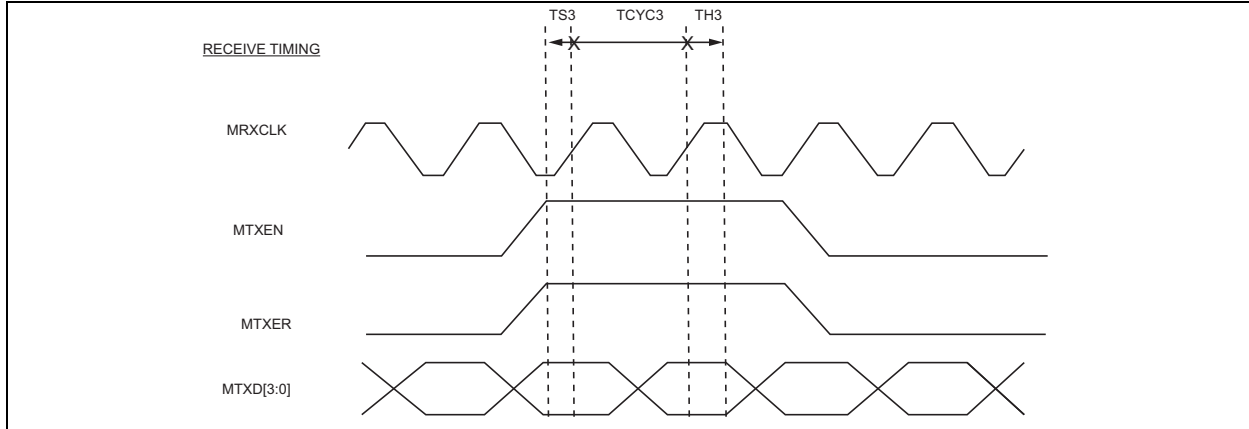 TS3 TCYC3 TH3
RECEIVE TIMING
MRXCLK
MTXEN
MTXER
MTXD[3:0]